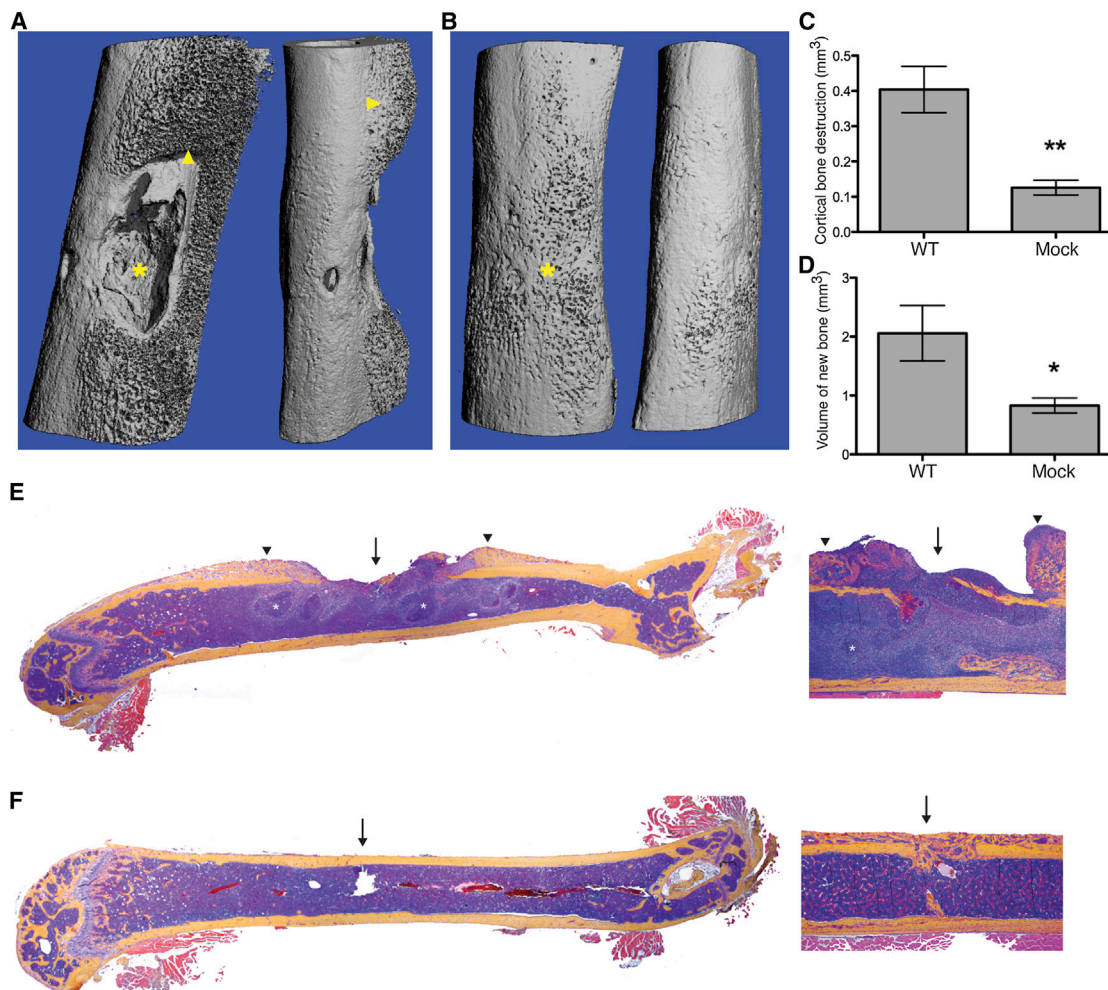 A
B
C
Cortical bone destruction (mm³)
0.5
0.4
0.3
0.2
0.1
0.0
**
WT
Mock
D
Volume of new bone (mm³)
3
2
1
0
*
WT
Mock
E
F